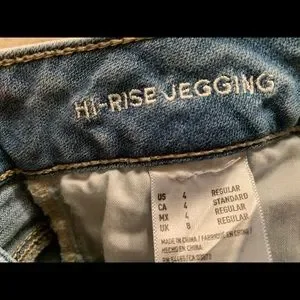 HI-RISE JEGGING
US 4 REGULAR
CA 4 STANDARD
MX 4 REGULAR
UK 8
MADE IN CHINA / FABRIQUÉ EN CHINE /
HECHO EN CHINA